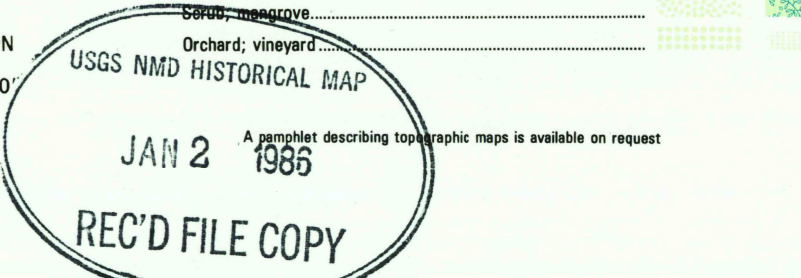 Scrub; mangrove
Orchard; vineyard
N
0'
USGS NMD HISTORICAL MAP
A pamphlet describing topographic maps is available on request
JAN 2 1986
REC'D FILE COPY